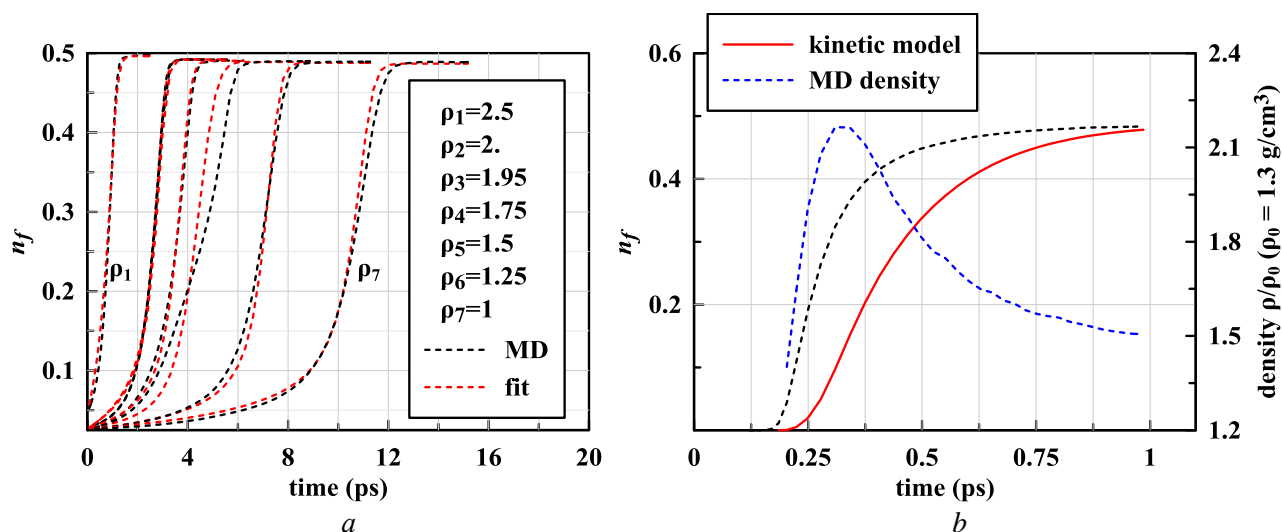 0.5
0.4
0.3
0.2
0.1
n_f
0 4 8 12 16 20
time (ps)
a
ρ₁
ρ₇
ρ₁=2.5
ρ₂=2.
ρ₃=1.95
ρ₄=1.75
ρ₅=1.5
ρ₆=1.25
ρ₇=1
MD
fit
kinetic model
MD density
0.6
0.4
0.2
n_f
0 0.25 0.5 0.75 1
time (ps)
b
2.4
2.1
1.8
1.5
1.2
density ρ/ρ₀ (ρ₀ = 1.3 g/cm³)